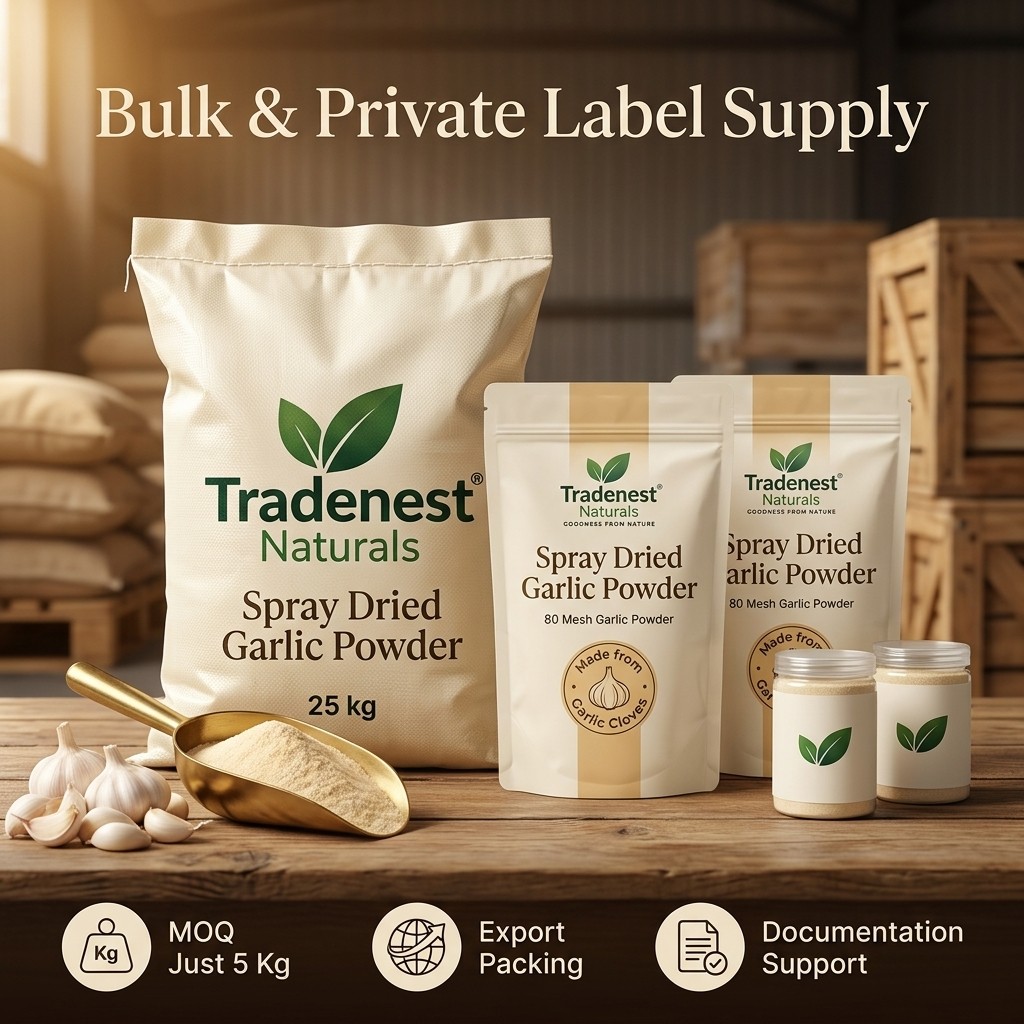 Bulk & Private Label Supply
Tradenest®
Naturals
Spray Dried
Garlic Powder
25 kg
Tradenest®
Naturals
GOODNESS FROM NATURE
Spray Dried
Garlic Powder
80 Mesh Garlic Powder
Made from
Garlic Cloves
Tradenest®
Naturals
GOODNESS FROM NATURE
Spray Dried
arlic Powder
80 Mesh Garlic Powder
Made from
Kg
MOQ
Just 5 Kg
Export
Packing
Documentation
Support